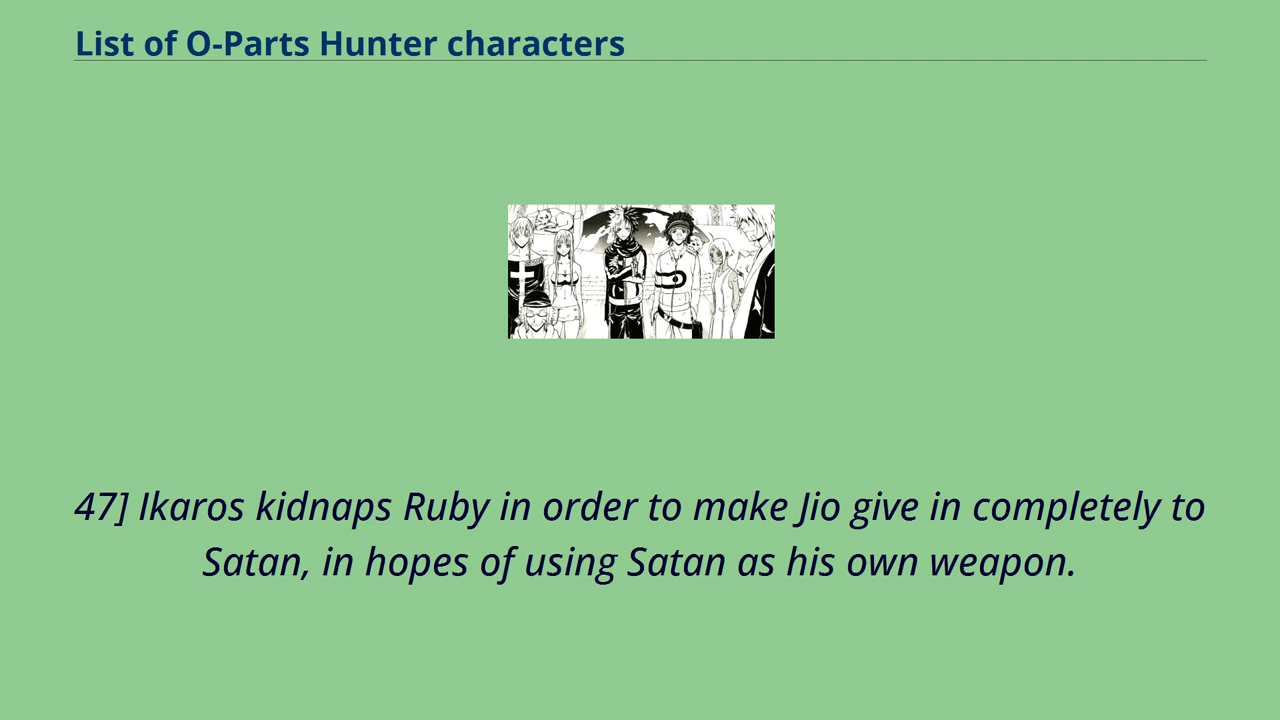 List of O-Parts Hunter characters
47] Ikaros kidnaps Ruby in order to make Jio give in completely to
Satan, in hopes of using Satan as his own weapon.